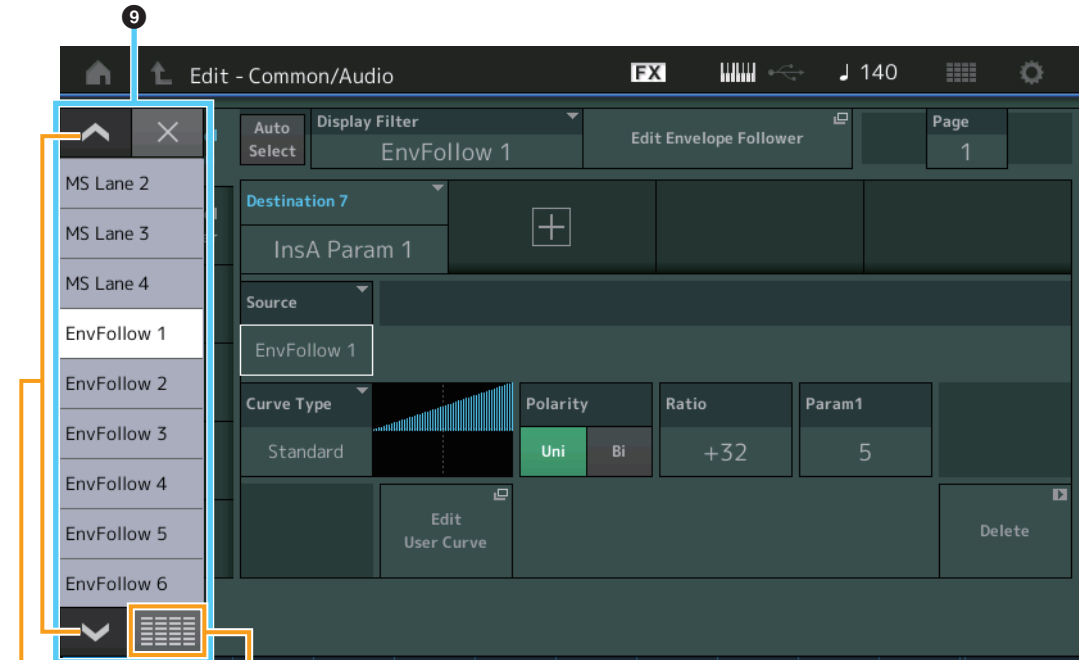 9
Edit - Common/Audio
FX
140
Auto
Select
Display Filter
EnvFollow 1
Edit Envelope Follower
Page
1
MS Lane 2
MS Lane 3
MS Lane 4
EnvFollow 1
EnvFollow 2
EnvFollow 3
EnvFollow 4
EnvFollow 5
EnvFollow 6
Destination 7
InsA Param 1
Source
EnvFollow 1
Curve Type
Standard
Polarity
Uni
Bi
Ratio
+32
Param1
5
Edit
User Curve
Delete